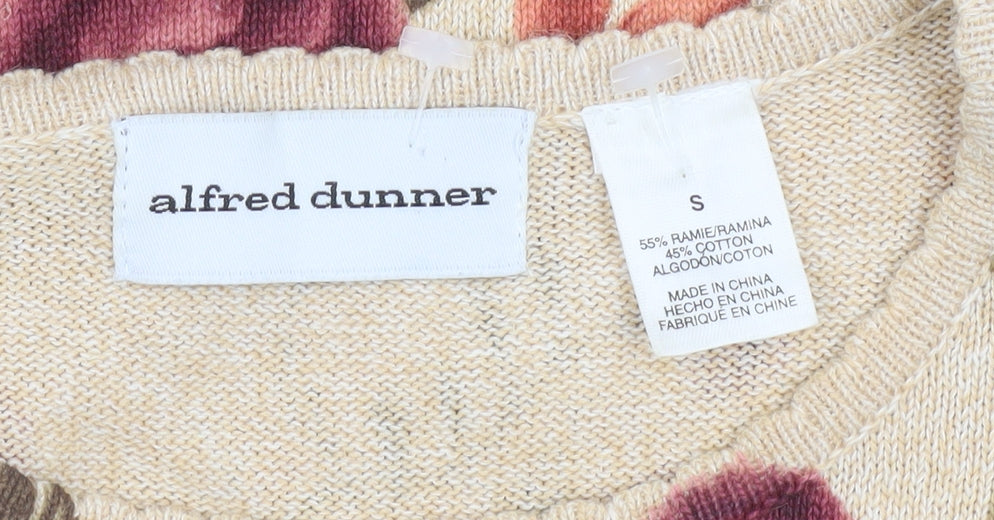 alfred dunner
S
55% RAMIE/RAMINA
45% COTTON
ALGODÓN/COTON
MADE IN CHINA
HECHO EN CHINA
FABRIQUÉ EN CHINE